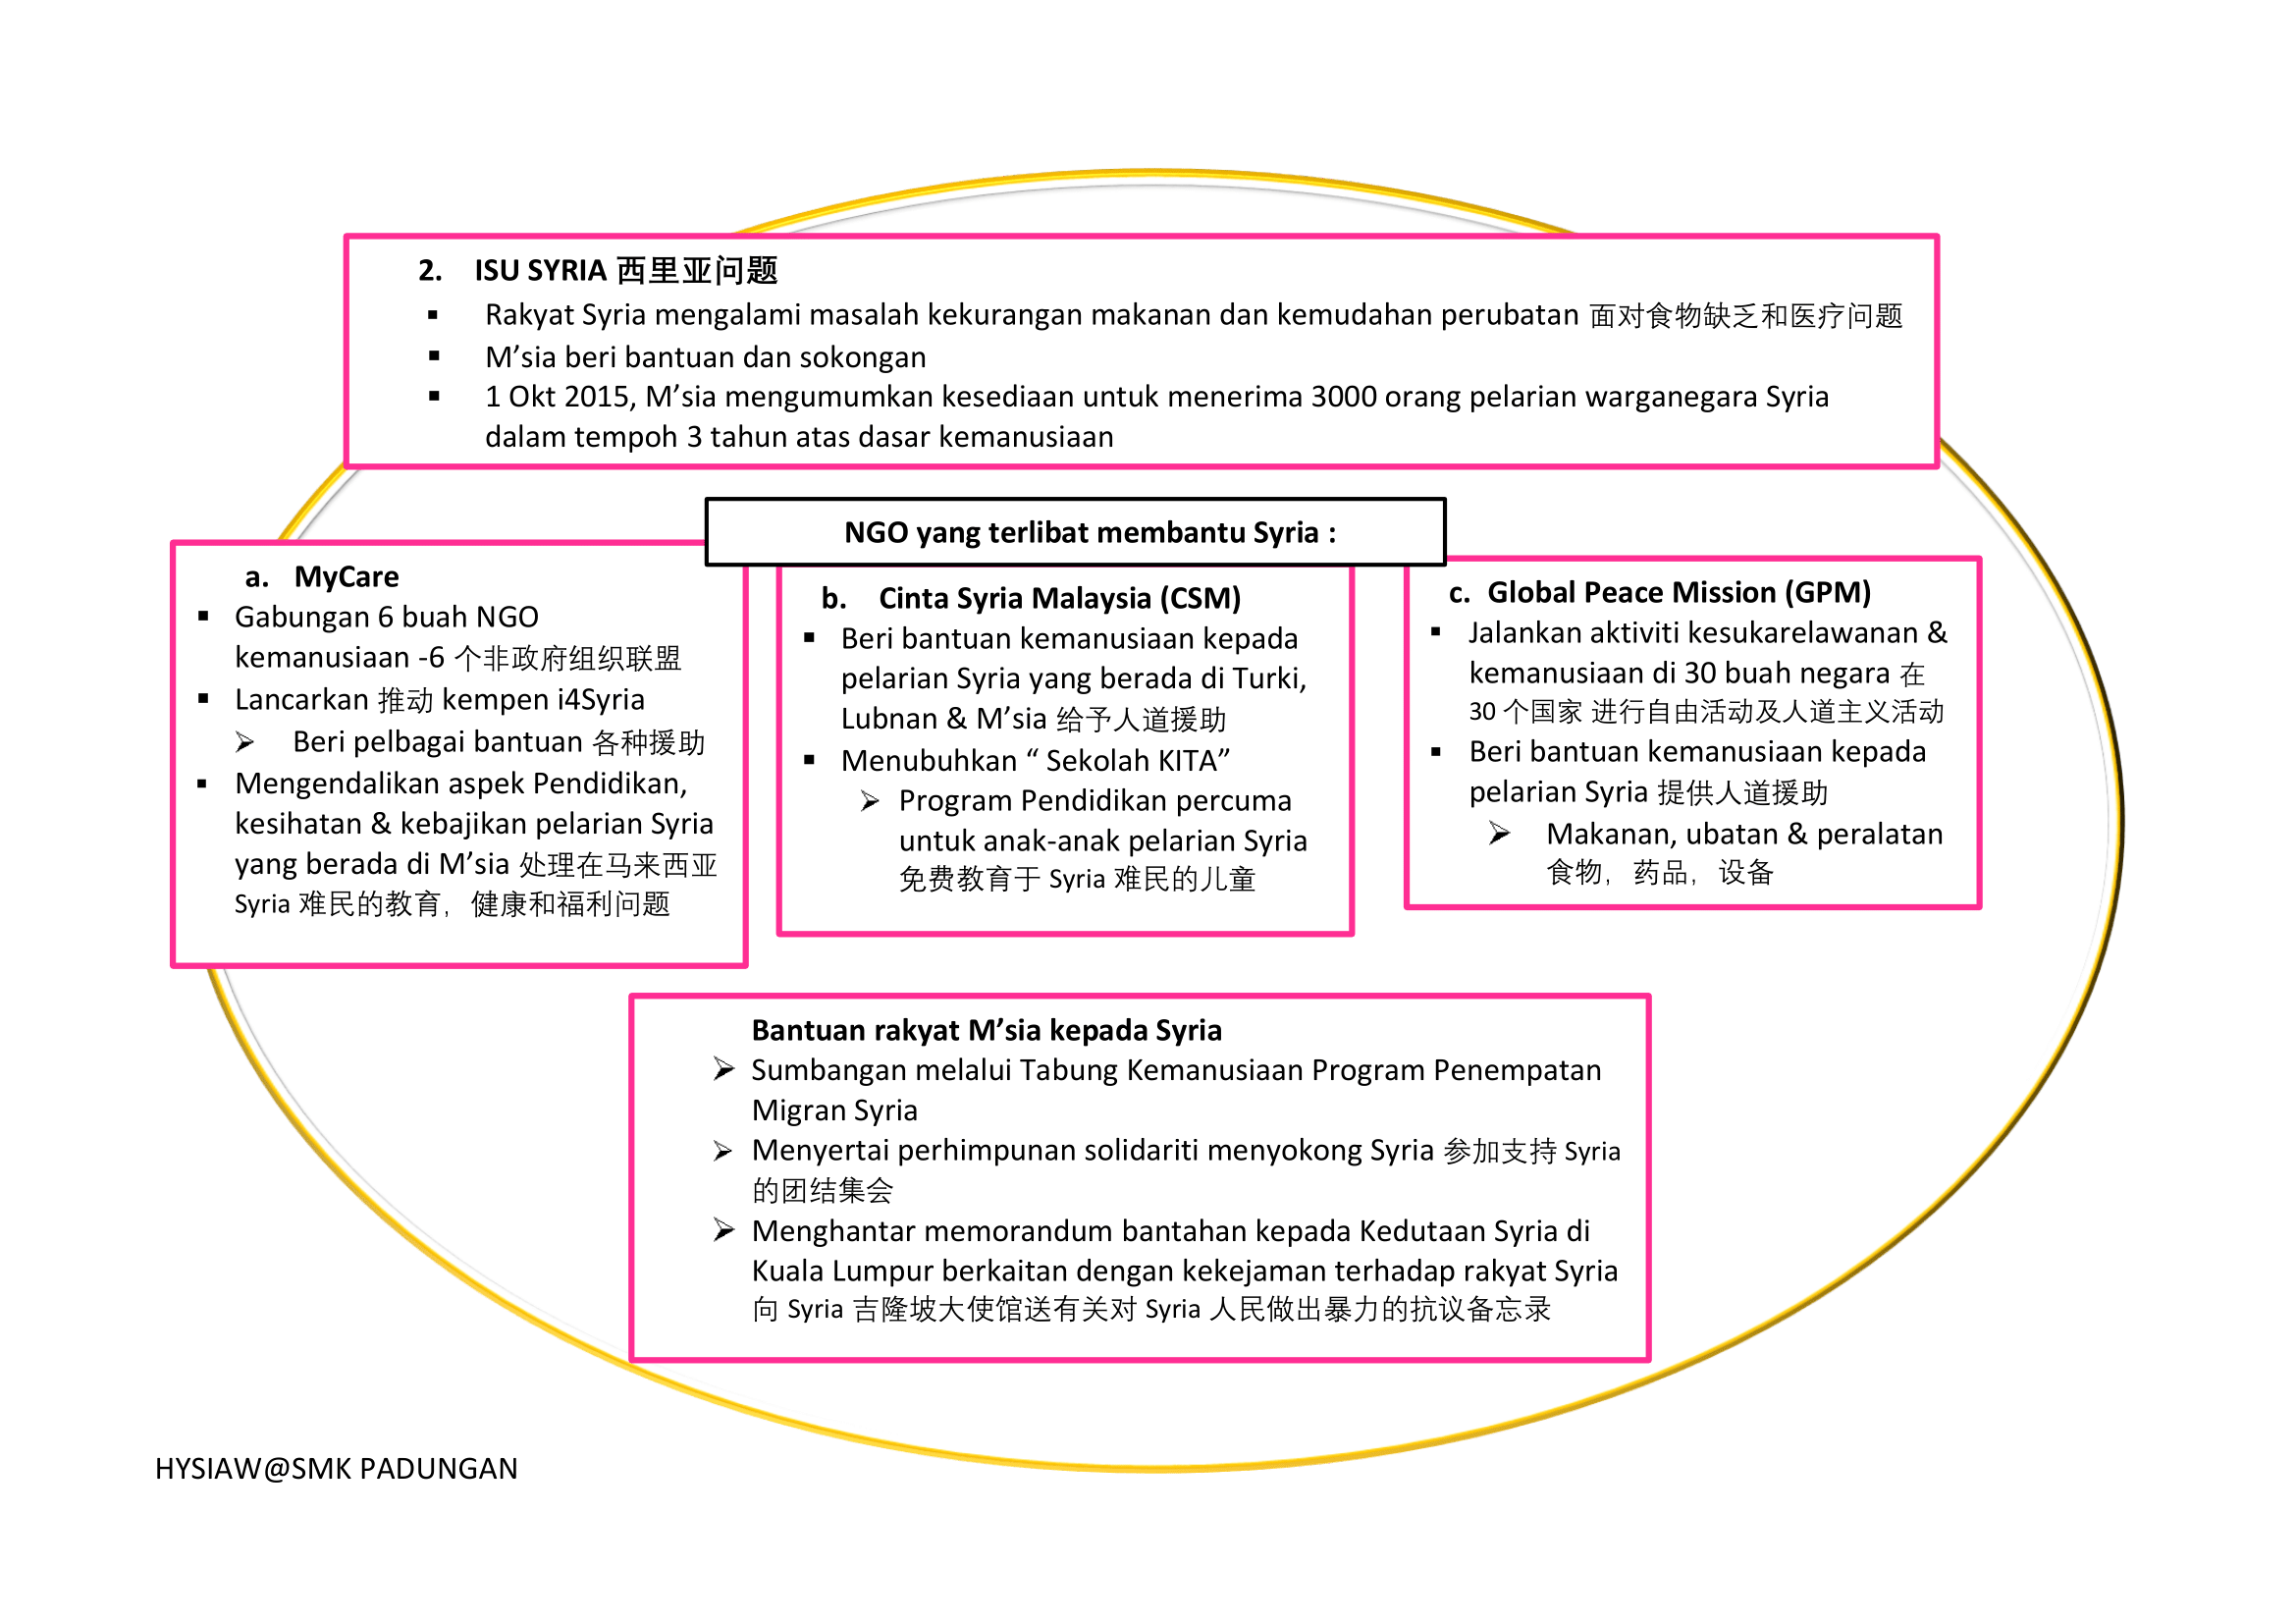 2. ISU SYRIA 西里亚问题
▪ Rakyat Syria mengalami masalah kekurangan makanan dan kemudahan perubatan 面对食物缺乏和医疗问题
▪ M’sia beri bantuan dan sokongan
▪ 1 Okt 2015, M’sia mengumumkan kesediaan untuk menerima 3000 orang pelarian warganegara Syria
dalam tempoh 3 tahun atas dasar kemanusiaan
NGO yang terlibat membantu Syria :
a. MyCare
▪ Gabungan 6 buah NGO
kemanusiaan -6 个非政府组织联盟
▪ Lancarkan 推动 kempen i4Syria
➢ Beri pelbagai bantuan 各种援助
▪ Mengendalikan aspek Pendidikan,
kesihatan & kebajikan pelarian Syria
yang berada di M’sia 处理在马来西亚
Syria 难民的教育，健康和福利问题
b. Cinta Syria Malaysia (CSM)
▪ Beri bantuan kemanusiaan kepada
pelarian Syria yang berada di Turki,
Lubnan & M’sia 给予人道援助
▪ Menubuhkan “ Sekolah KITA”
➢ Program Pendidikan percuma
untuk anak-anak pelarian Syria
免费教育于 Syria 难民的儿童
c. Global Peace Mission (GPM)
▪ Jalankan aktiviti kesukarelawanan &
kemanusiaan di 30 buah negara 在
30 个国家 进行自由活动及人道主义活动
▪ Beri bantuan kemanusiaan kepada
pelarian Syria 提供人道援助
➢ Makanan, ubatan & peralatan
食物，药品，设备
Bantuan rakyat M’sia kepada Syria
➢ Sumbangan melalui Tabung Kemanusiaan Program Penempatan
Migran Syria
➢ Menyertai perhimpunan solidariti menyokong Syria 参加支持 Syria
的团结集会
➢ Menghantar memorandum bantahan kepada Kedutaan Syria di
Kuala Lumpur berkaitan dengan kekejaman terhadap rakyat Syria
向 Syria 吉隆坡大使馆送有关对 Syria 人民做出暴力的抗议备忘录
HYSIAW@SMK PADUNGAN